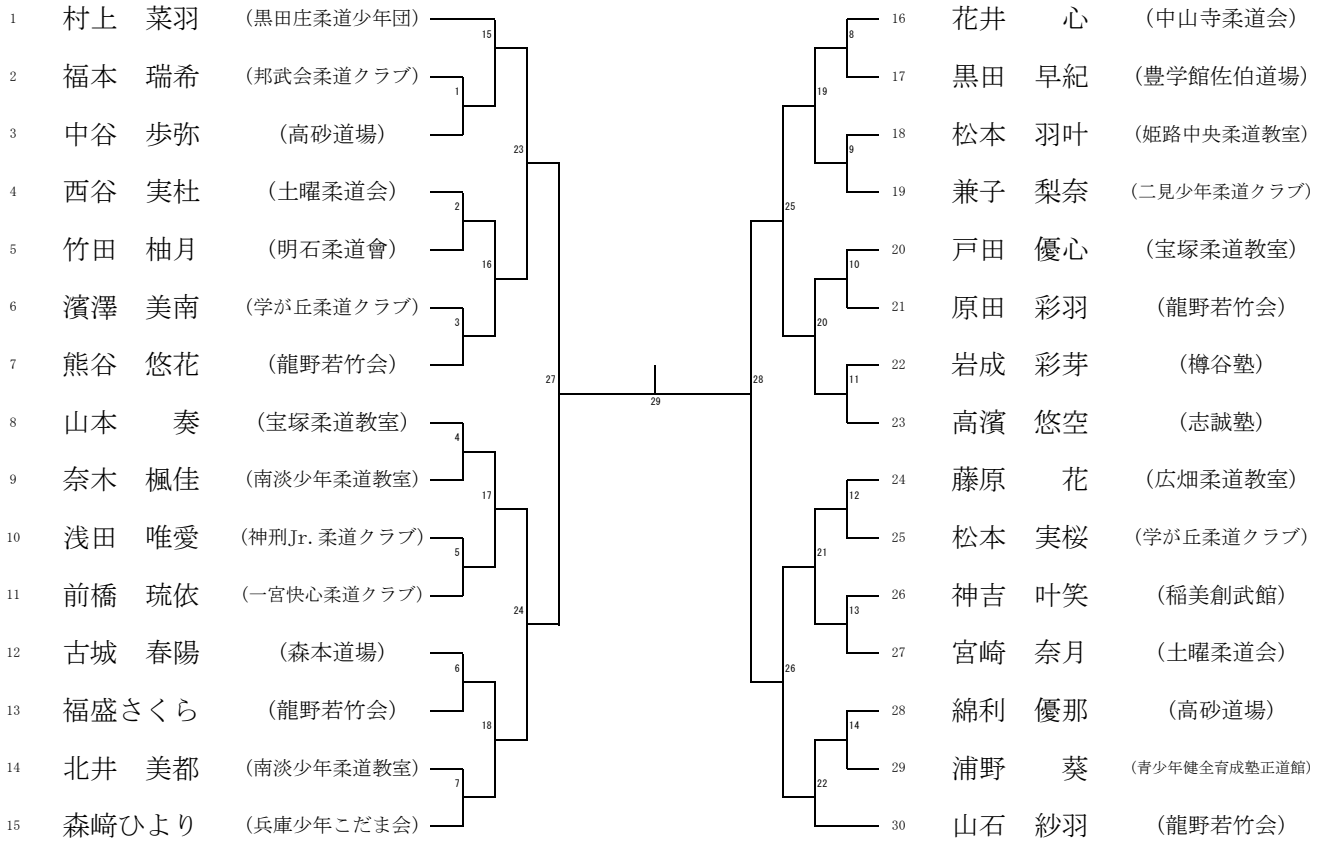 1 村上 菜羽 (黒田庄柔道少年団)
2 福本 瑞希 (邦武会柔道クラブ)
3 中谷 歩弥 (高砂道場)
4 西谷 実杜 (土曜柔道会)
5 竹田 柚月 (明石柔道會)
6 濱澤 美南 (学が丘柔道クラブ)
7 熊谷 悠花 (龍野若竹会)
8 山本 奏 (宝塚柔道教室)
9 奈木 楓佳 (南淡少年柔道教室)
10 浅田 唯愛 (神刑Jr.柔道クラブ)
11 前橋 琉依 (一宮快心柔道クラブ)
12 古城 春陽 (森本道場)
13 福盛さくら (龍野若竹会)
14 北井 美都 (南淡少年柔道教室)
15 森﨑ひより (兵庫少年こだま会)
15
1
23
2
16
3
27
4
17
5
24
6
18
7
29
8
19
9
25
10
20
28
11
12
21
13
26
14
22
16 花井 心 (中山寺柔道会)
17 黒田 早紀 (豊学館佐伯道場)
18 松本 羽叶 (姫路中央柔道教室)
19 兼子 梨奈 (二見少年柔道クラブ)
20 戸田 優心 (宝塚柔道教室)
21 原田 彩羽 (龍野若竹会)
22 岩成 彩芽 (樽谷塾)
23 高濱 悠空 (志誠塾)
24 藤原 花 (広畑柔道教室)
25 松本 実桜 (学が丘柔道クラブ)
26 神吉 叶笑 (稲美創武館)
27 宮崎 奈月 (土曜柔道会)
28 綿利 優那 (高砂道場)
29 浦野 葵 (青少年健全育成塾正道館)
30 山石 紗羽 (龍野若竹会)